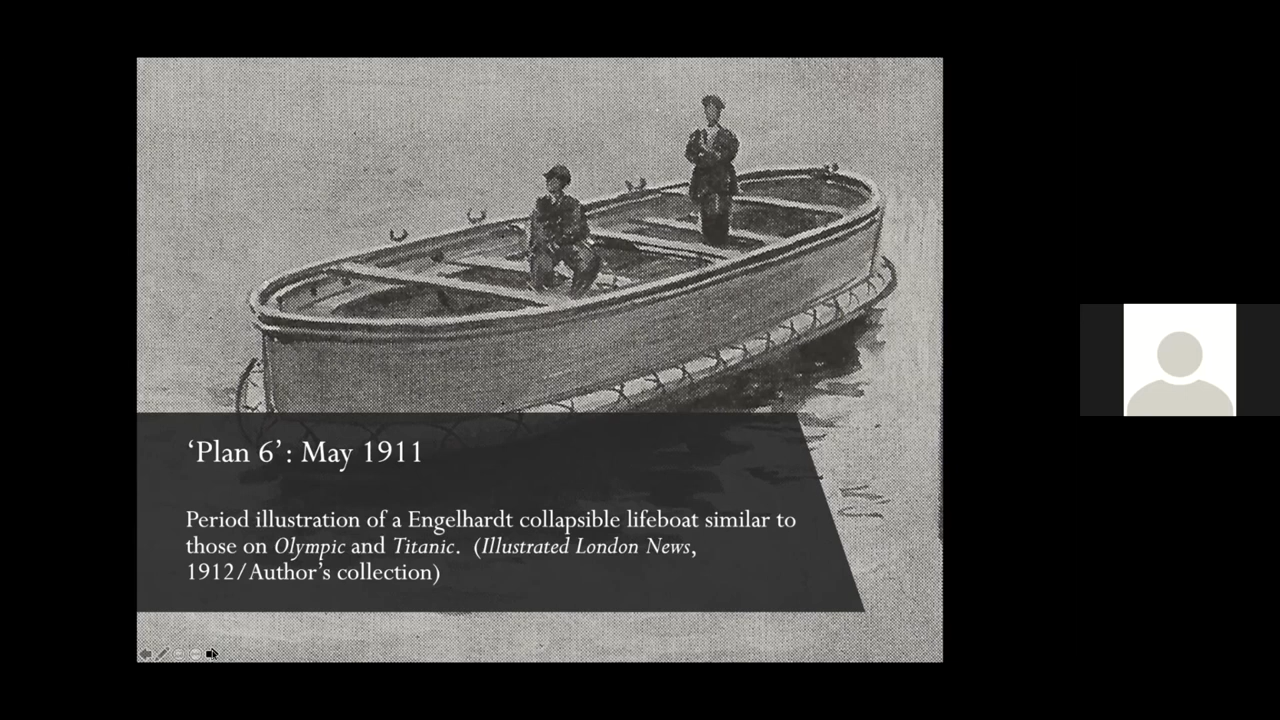 ‘Plan 6’: May 1911
Period illustration of a Engelhardt collapsible lifeboat similar to
those on Olympic and Titanic.  (Illustrated London News,
1912/Author’s collection)